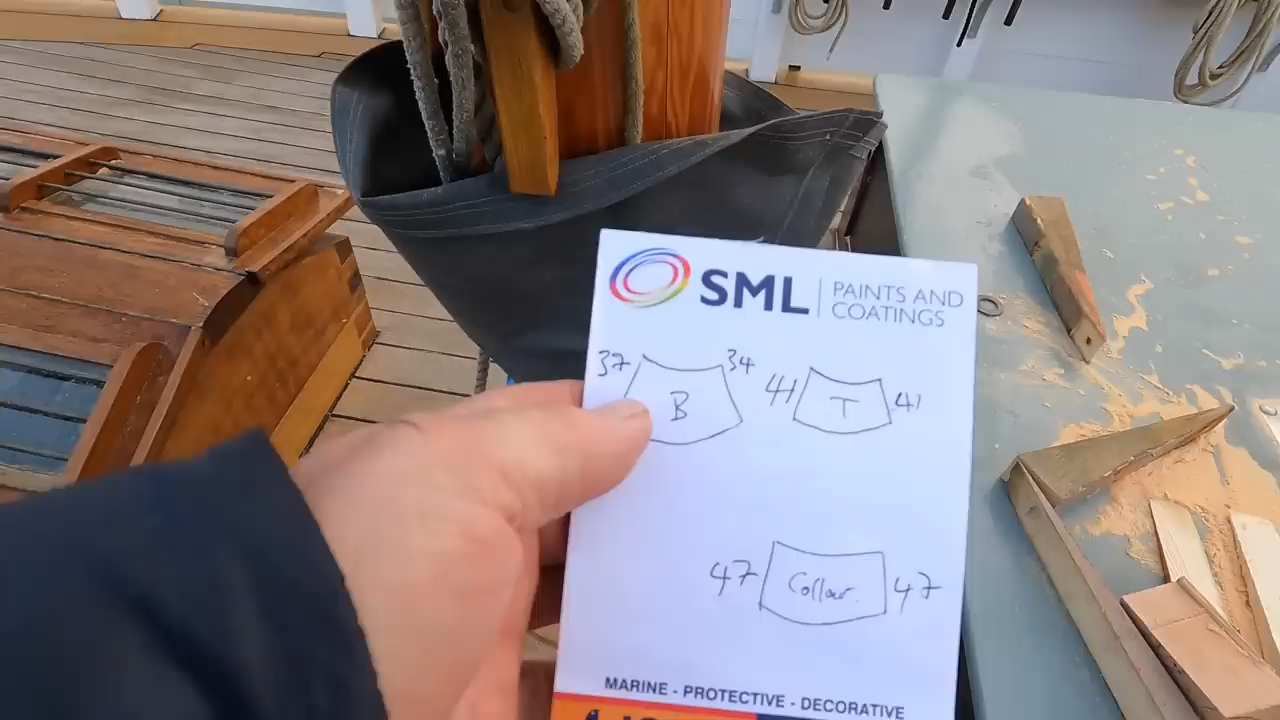 SML
PAINTS AND
COATINGS
37 B 34
41 T 41
47 Collar. 47
MARINE - PROTECTIVE - DECORATIVE